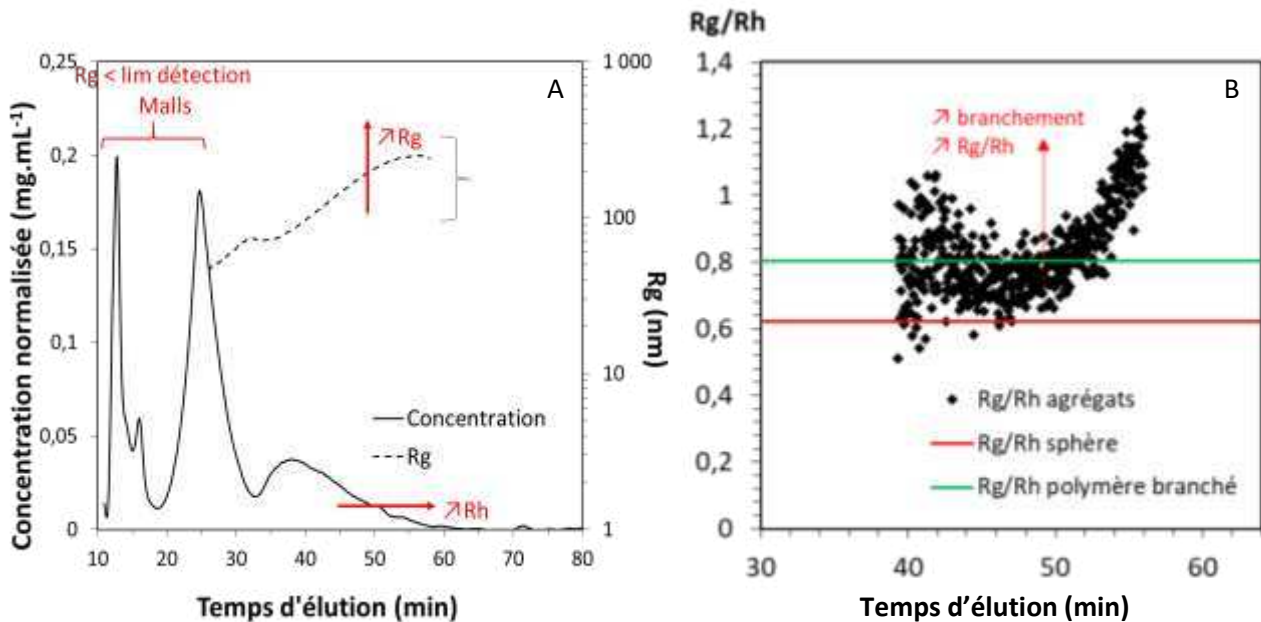 A
Concentration normalisée (mg.mL-1)
0,25
0,2
0,15
0,1
0,05
0
Rg < lim détection
Malls
↗Rg
↗Rh
Concentration
Rg
1 000
100
10
1
Rg (nm)
10 20 30 40 50 60 70 80
Temps d'élution (min)
Rg/Rh
B
1,4
1,2
1
0,8
0,6
0,4
0,2
0
↗ branchement
↗ Rg/Rh
Rg/Rh agrégats
Rg/Rh sphère
Rg/Rh polymère branché
30 40 50 60
Temps d’élution (min)